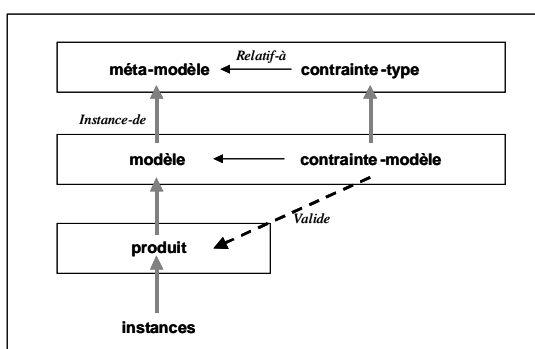 Relatif-à
méta-modèle contrainte-type
Instance-de
modèle contrainte-modèle
Valide
produit
instances